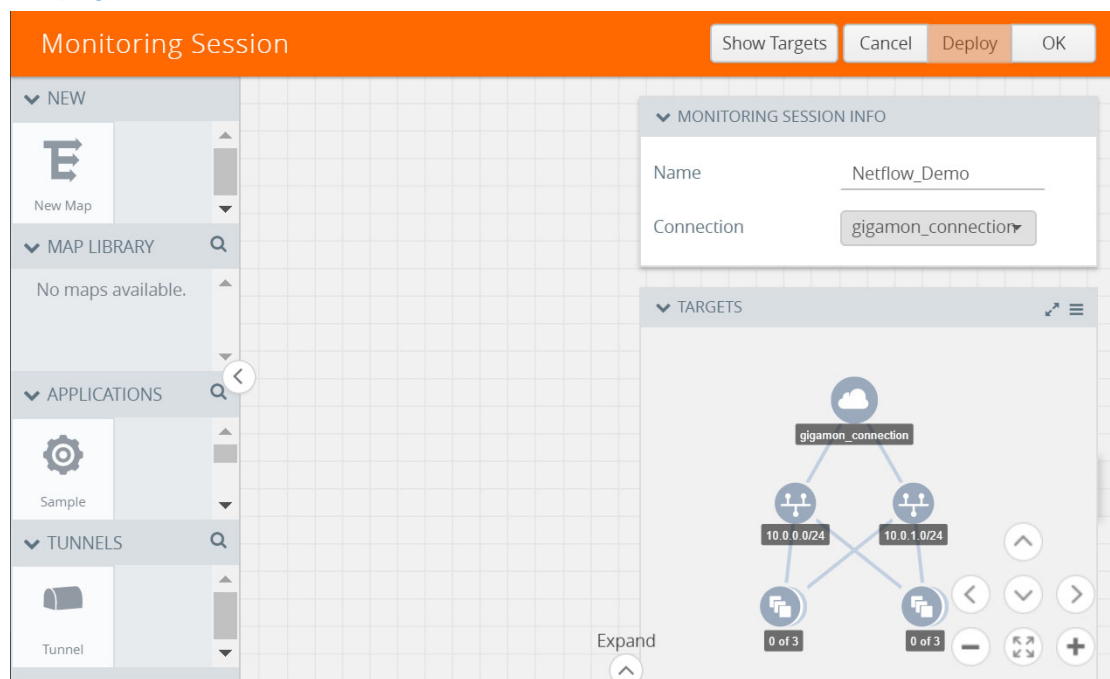 Monitoring Session
Show Targets
Cancel
Deploy
OK
NEW
New Map
MAP LIBRARY
No maps available.
APPLICATIONS
Sample
TUNNELS
Tunnel
MONITORING SESSION INFO
Name
Netflow_Demo
Connection
gigamon_connection
TARGETS
gigamon_connection
10.0.0.0/24
10.0.1.0/24
0 of 3
0 of 3
Expand